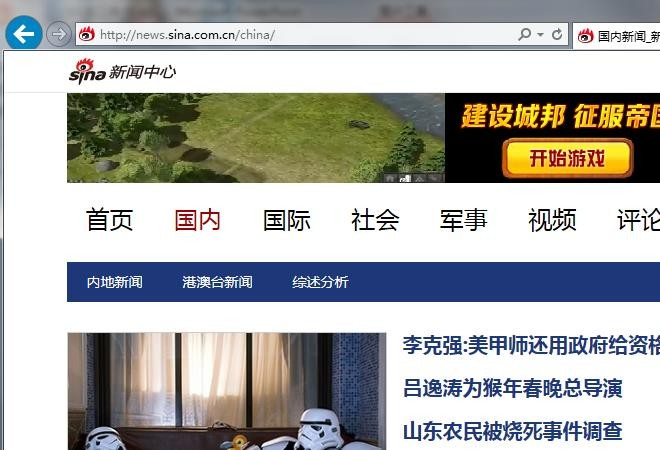 http://news.sina.com.cn/china/
国内新闻_新
sina 新闻中心
建设城邦 征服帝国
开始游戏
国内 首页 国际 社会 军事 视频 评论
内地新闻 港澳台新闻 综述分析
李克强:美甲师还用政府给资格
吕逸涛为猴年春晚总导演
山东农民被烧死事件调查